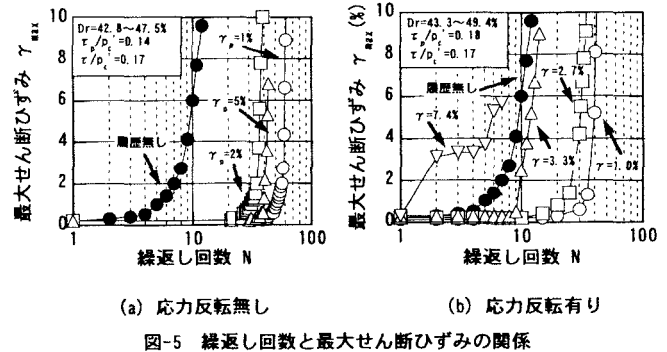 最大せん断ひずみ γmax
10
8
6
4
2
0
Dr=42.8~47.5%
τp/pc'=0.14
τ/pc'=0.17
γp=1%
γp=5%
γp=2%
履歴無し
1
10
100
繰返し回数 N
(a) 応力反転無し
最大せん断ひずみ γmax (%)
10
8
6
4
2
0
Dr=43.3~49.4%
τp/pc'=0.18
τ/pc'=0.17
γ=2.7%
履歴無し
γ=7.4%
γ=3.3%
γ=1.0%
1
10
100
繰返し回数 N
(b) 応力反転有り
図-5 繰返し回数と最大せん断ひずみの関係